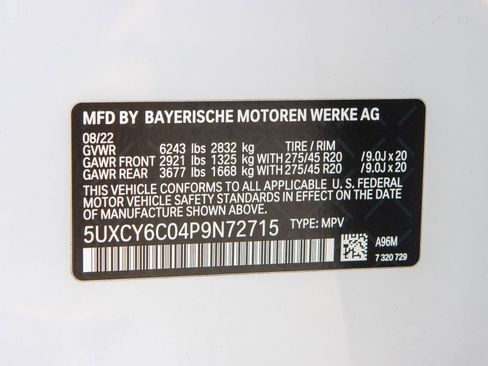 MFD BY BAYERISCHE MOTOREN WERKE AG
08/22
GVWR 6243 lbs 2832 kg TIRE / RIM
GAWR FRONT 2921 lbs 1325 kg WITH 275/45 R20 / 9.0J x 20
GAWR REAR 3677 lbs 1668 kg WITH 275/45 R20 / 9.0J x 20
THIS VEHICLE CONFORMS TO ALL APPLICABLE U. S. FEDERAL
MOTOR VEHICLE SAFETY STANDARDS IN EFFECT ON THE
DATE OF MANUFACTURE SHOWN ABOVE.
5UXCY6C04P9N72715 TYPE: MPV
A96M
7 320 729